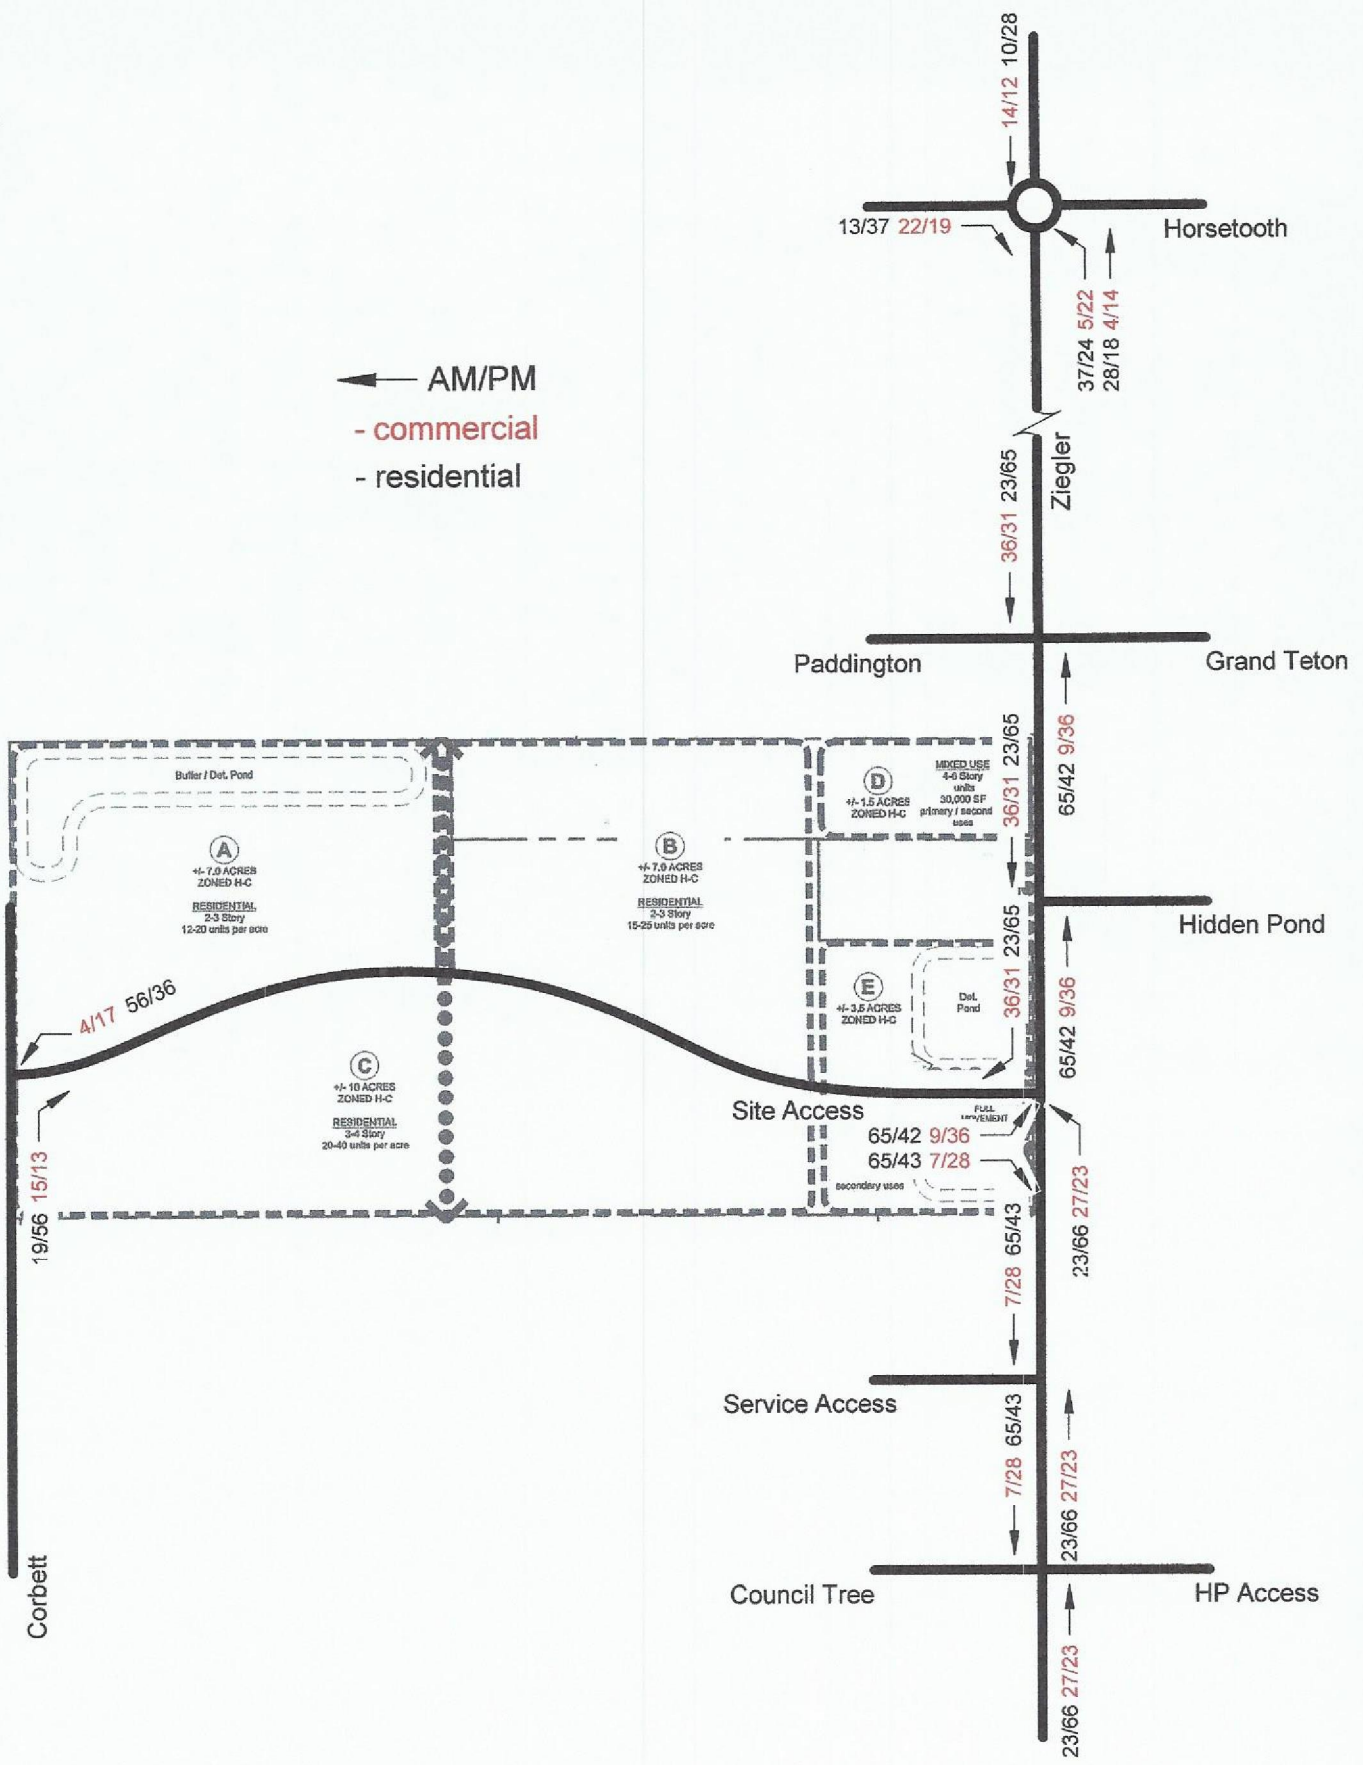 14/12 10/28
13/37 22/19
Horsetooth
37/24 5/22
28/18 4/14
AM/PM
- commercial
- residential
Ziegler
36/31 23/65
Paddington
Grand Teton
36/31 23/65
65/42 9/36
Buffer / Det. Pond
A
+/- 7.0 ACRES
ZONED H-C
RESIDENTIAL
2-3 Story
12-20 units per acre
B
+/- 7.0 ACRES
ZONED H-C
RESIDENTIAL
2-3 Story
15-25 units per acre
D
+/- 1.5 ACRES
ZONED H-C
MIXED USE
4-6 Story
units
30,000 SF
primary / second
uses
Hidden Pond
36/31 23/65
65/42 9/36
E
+/- 3.5 ACRES
ZONED H-C
Det.
Pond
4/17 56/36
C
+/- 10 ACRES
ZONED H-C
RESIDENTIAL
3-4 Story
20-40 units per acre
Site Access
FULL
MOVEMENT
65/42 9/36
65/43 7/28
secondary uses
19/56 15/13
23/66 27/23
7/28 65/43
Service Access
7/28 65/43
23/66 27/23
Council Tree
HP Access
Corbett
23/66 27/23